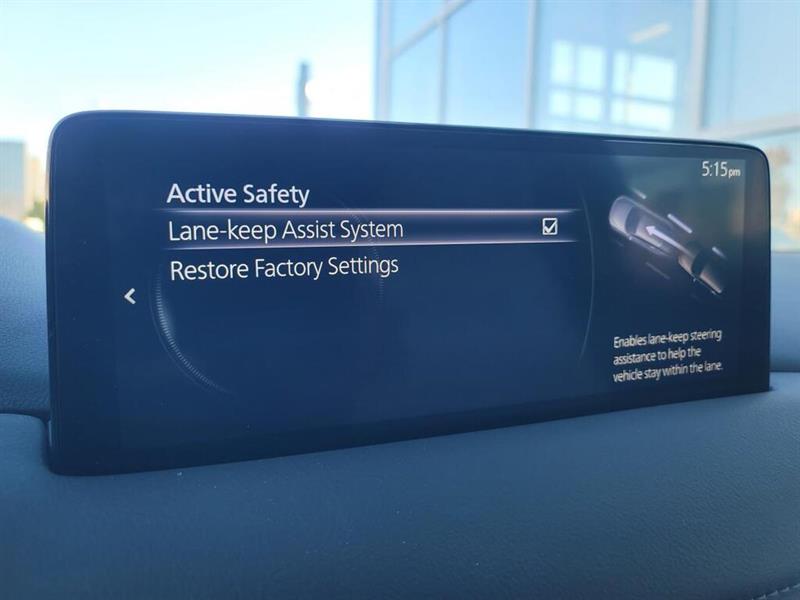 5:15pm
Active Safety
Lane-keep Assist System
Restore Factory Settings
Enables lane-keep steering
assistance to help the
vehicle stay within the lane.